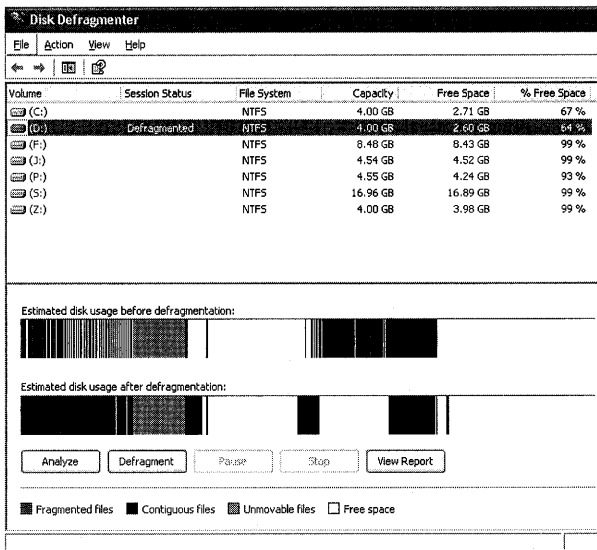 Disk Defragmenter
File Action View Help
Volume Session Status File System Capacity Free Space % Free Space
(C:) NTFS 4.00 GB 2.71 GB 67 %
(D:) Defragmented NTFS 4.00 GB 2.60 GB 64 %
(F:) NTFS 8.48 GB 8.43 GB 99 %
(J:) NTFS 4.54 GB 4.52 GB 99 %
(P:) NTFS 4.55 GB 4.24 GB 93 %
(S:) NTFS 16.96 GB 16.89 GB 99 %
(Z:) NTFS 4.00 GB 3.98 GB 99 %
Estimated disk usage before defragmentation:
Estimated disk usage after defragmentation:
Analyze Defragment Pause Stop View Report
Fragmented files Contiguous files Unmovable files Free space